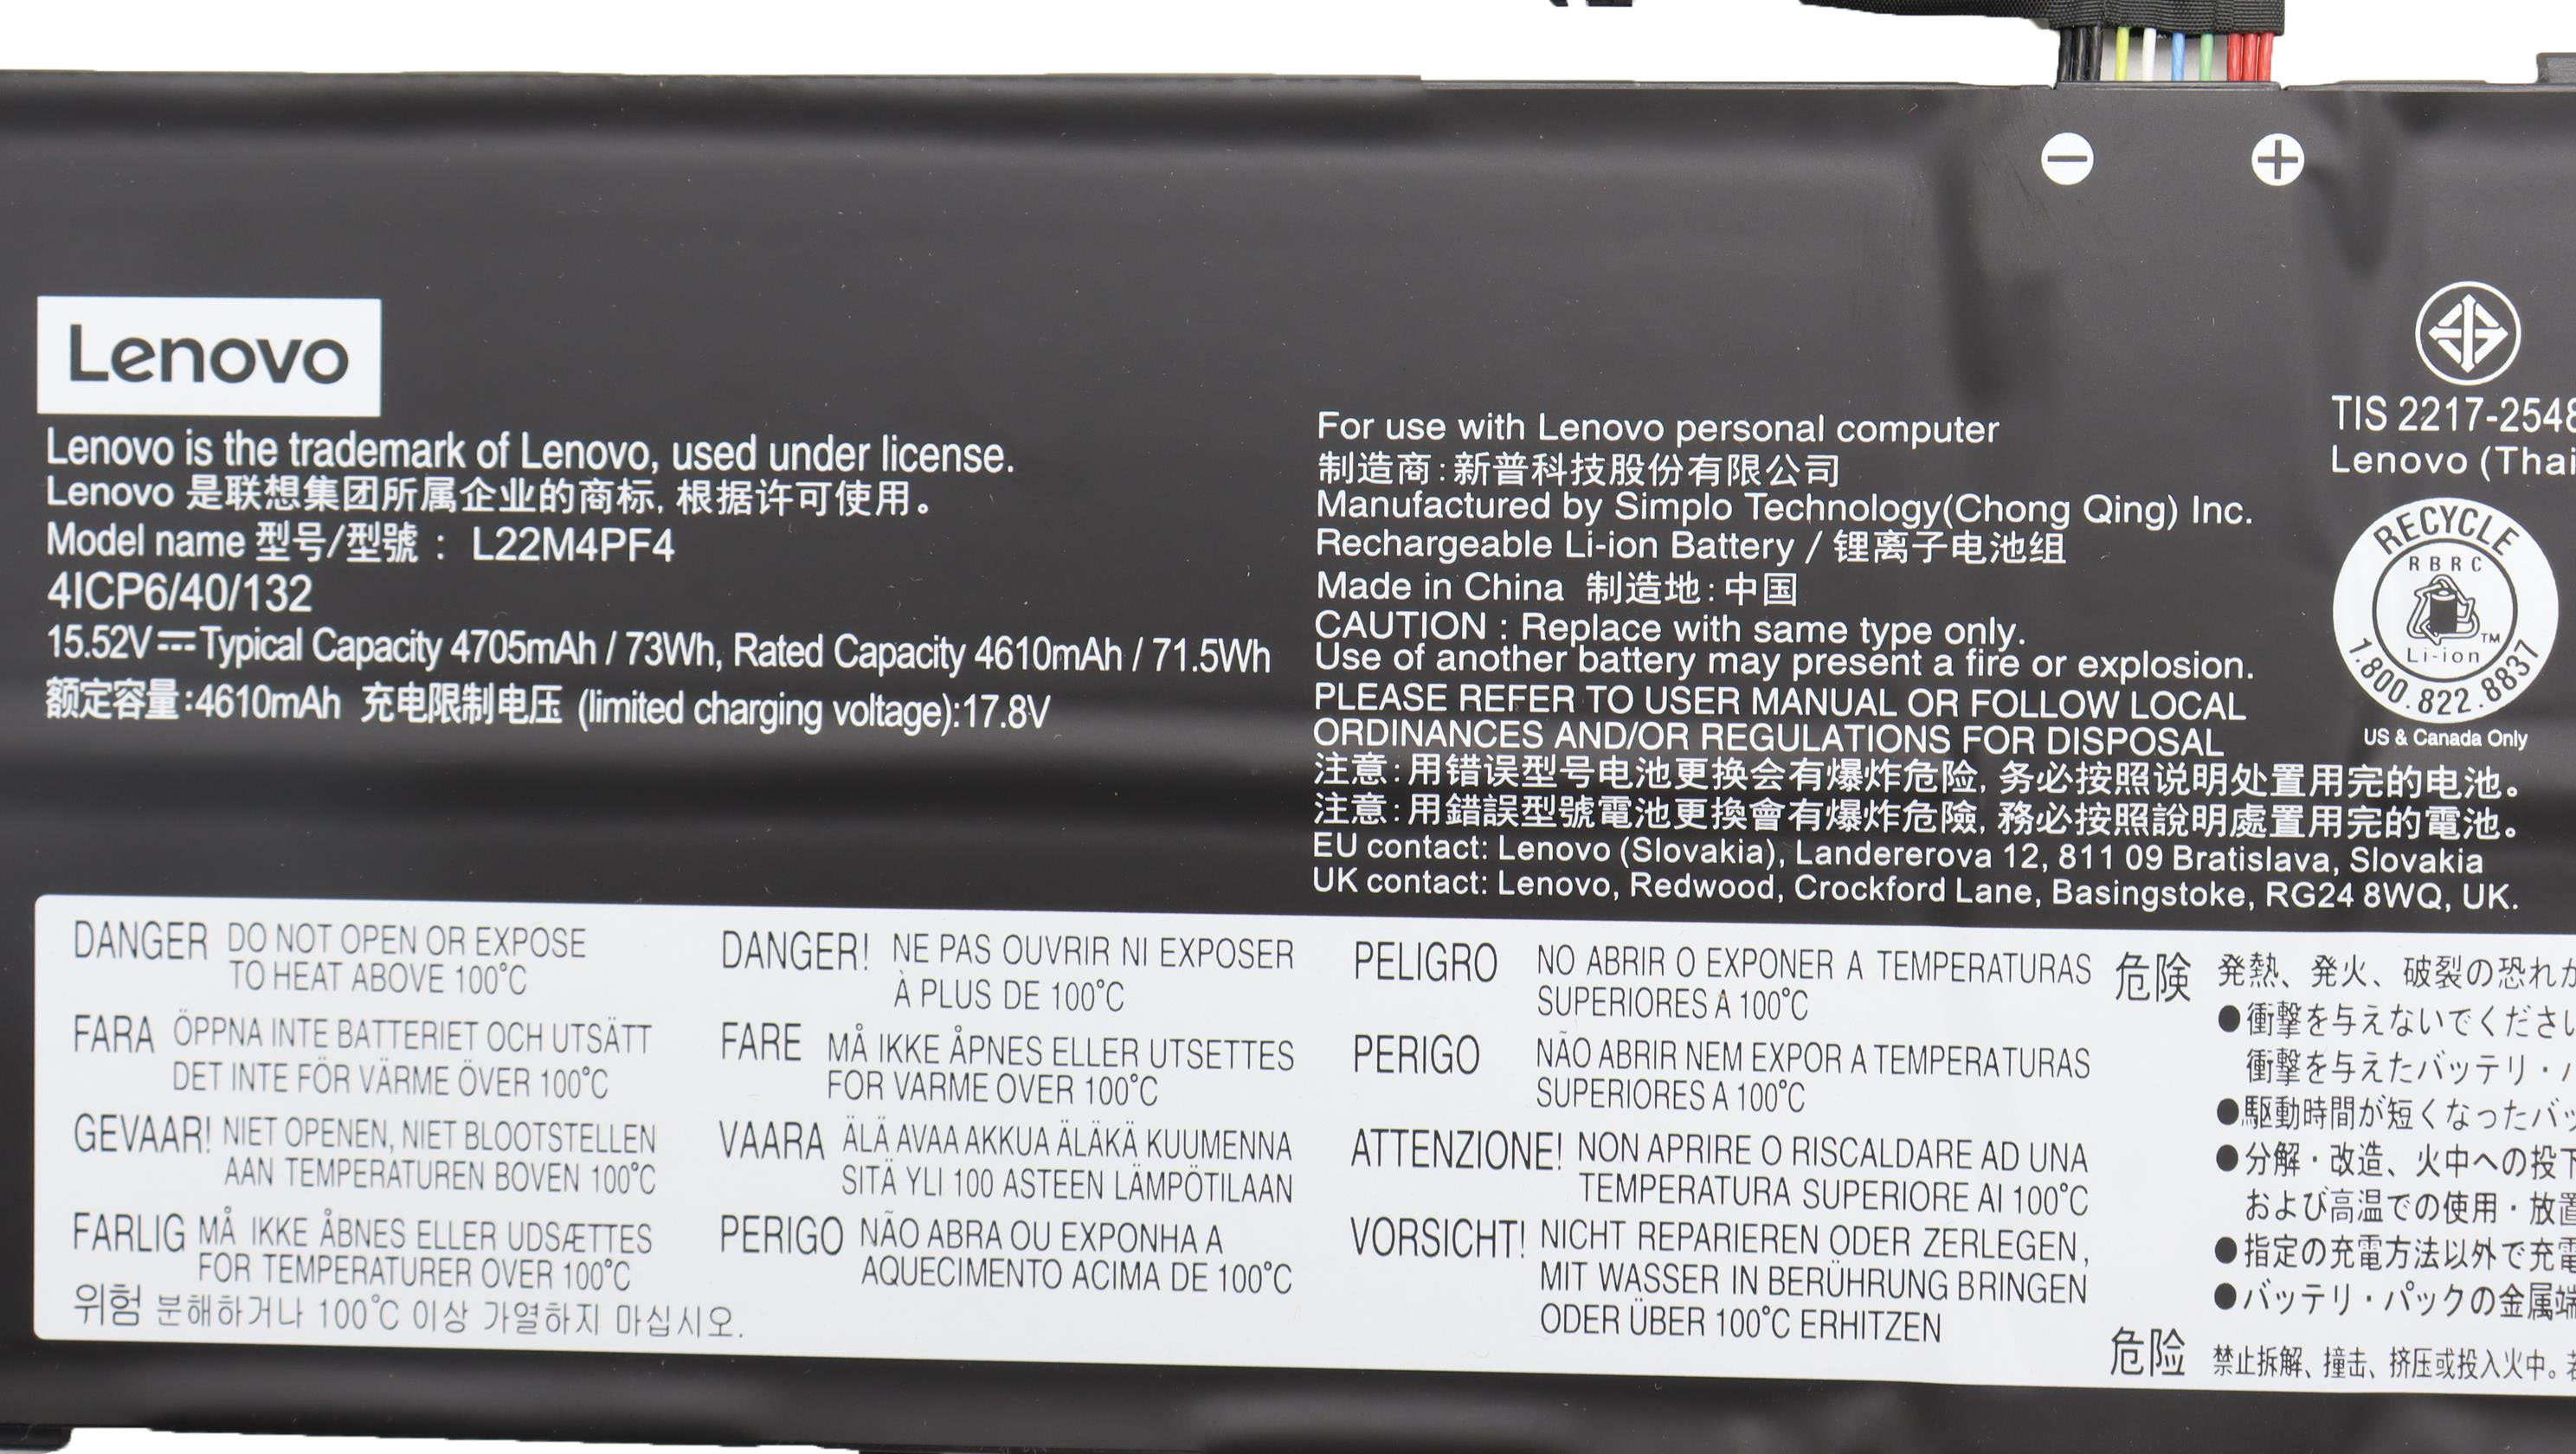 Lenovo
Lenovo is the trademark of Lenovo, used under license.
Lenovo 是联想集团所属企业的商标, 根据许可使用。
Model name 型号/型號 : L22M4PF4
4ICP6/40/132
15.52V⎓Typical Capacity 4705mAh / 73Wh, Rated Capacity 4610mAh / 71.5Wh
额定容量:4610mAh 充电限制电压 (limited charging voltage):17.8V
For use with Lenovo personal computer
制造商:新普科技股份有限公司
Manufactured by Simplo Technology(Chong Qing) Inc.
Rechargeable Li-ion Battery / 锂离子电池组
Made in China 制造地:中国
CAUTION : Replace with same type only.
Use of another battery may present a fire or explosion.
PLEASE REFER TO USER MANUAL OR FOLLOW LOCAL
ORDINANCES AND/OR REGULATIONS FOR DISPOSAL
注意:用错误型号电池更换会有爆炸危险, 务必按照说明处置用完的电池。
注意:用錯誤型號電池更換會有爆炸危險, 務必按照說明處置用完的電池。
EU contact: Lenovo (Slovakia), Landererova 12, 811 09 Bratislava, Slovakia
UK contact: Lenovo, Redwood, Crockford Lane, Basingstoke, RG24 8WQ, UK.
TIS 2217-2548
Lenovo (Thai
RECYCLE
RBRC
TM
Li-ion
1.800.822.8837
US & Canada Only
DANGER DO NOT OPEN OR EXPOSE
TO HEAT ABOVE 100°C
FARA ÖPPNA INTE BATTERIET OCH UTSÄTT
DET INTE FÖR VÄRME ÖVER 100°C
GEVAAR! NIET OPENEN, NIET BLOOTSTELLEN
AAN TEMPERATUREN BOVEN 100°C
FARLIG MÅ IKKE ÅBNES ELLER UDSÆTTES
FOR TEMPERATURER OVER 100°C
위험 분해하거나 100°C 이상 가열하지 마십시오.
DANGER! NE PAS OUVRIR NI EXPOSER
À PLUS DE 100°C
FARE MÅ IKKE ÅPNES ELLER UTSETTES
FOR VARME OVER 100°C
VAARA ÄLÄ AVAA AKKUA ÄLÄKÄ KUUMENNA
SITÄ YLI 100 ASTEEN LÄMPÖTILAAN
PERIGO NÃO ABRA OU EXPONHA A
AQUECIMENTO ACIMA DE 100°C
PELIGRO NO ABRIR O EXPONER A TEMPERATURAS
SUPERIORES A 100°C
PERIGO NÃO ABRIR NEM EXPOR A TEMPERATURAS
SUPERIORES A 100°C
ATTENZIONE! NON APRIRE O RISCALDARE AD UNA
TEMPERATURA SUPERIORE AI 100°C
VORSICHT! NICHT REPARIEREN ODER ZERLEGEN,
MIT WASSER IN BERÜHRUNG BRINGEN
ODER ÜBER 100°C ERHITZEN
危険 発熱、発火、破裂の恐れが
●衝撃を与えないでください
衝撃を与えたバッテリ・
●駆動時間が短くなったバッ
●分解・改造、火中への投下
および高温での使用・放置
●指定の充電方法以外で充電
●バッテリ・パックの金属端
危险 禁止拆解、撞击、挤压或投入火中。